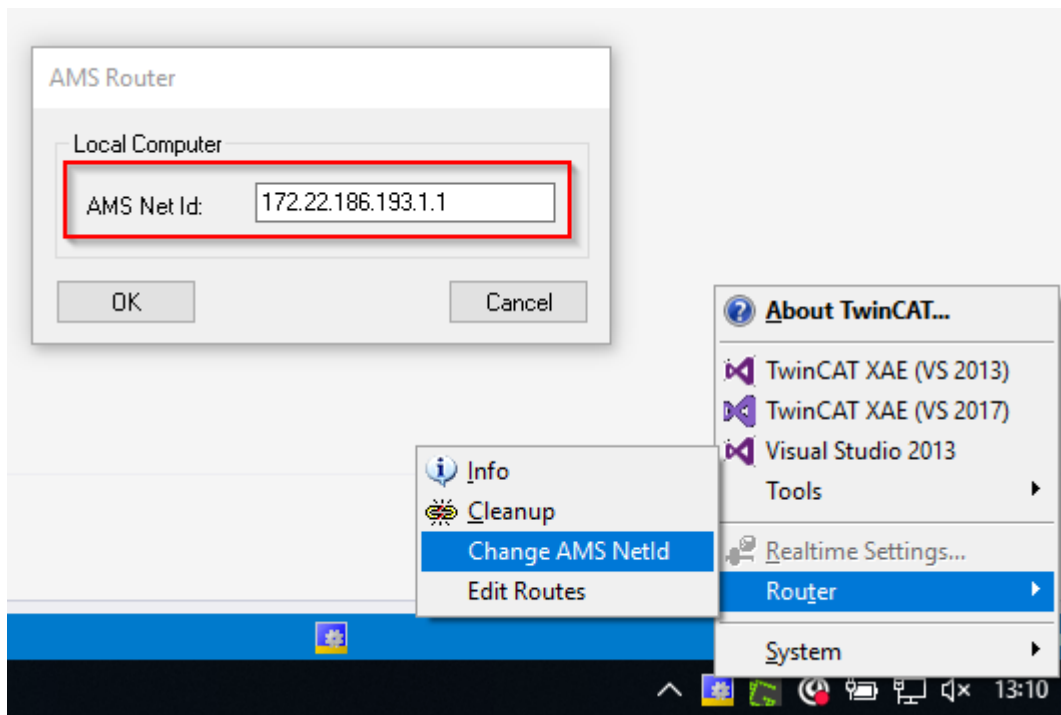 AMS Router
Local Computer
AMS Net Id: 172.22.186.193.1.1
OK Cancel
About TwinCAT...
TwinCAT XAE (VS 2013)
TwinCAT XAE (VS 2017)
Visual Studio 2013
Tools
Realtime Settings...
Router
System
Info
Cleanup
Change AMS NetId
Edit Routes
13:10